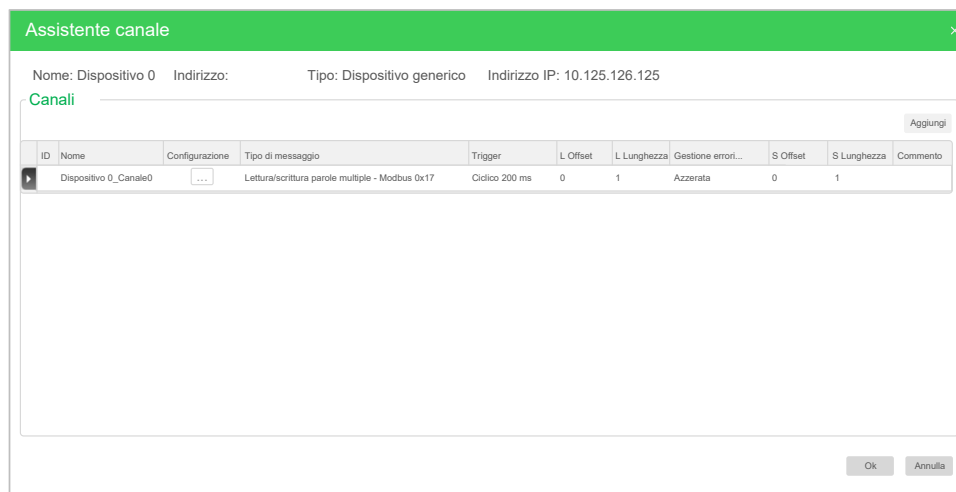 Assistente canale ×
Nome: Dispositivo 0 Indirizzo: Tipo: Dispositivo generico Indirizzo IP: 10.125.126.125
Canali
Aggiungi
ID Nome Configurazione Tipo di messaggio Trigger L Offset L Lunghezza Gestione errori... S Offset S Lunghezza Commento
Dispositivo 0_Canale0 ... Lettura/scrittura parole multiple - Modbus 0x17 Ciclico 200 ms 0 1 Azzerata 0 1
Ok Annulla